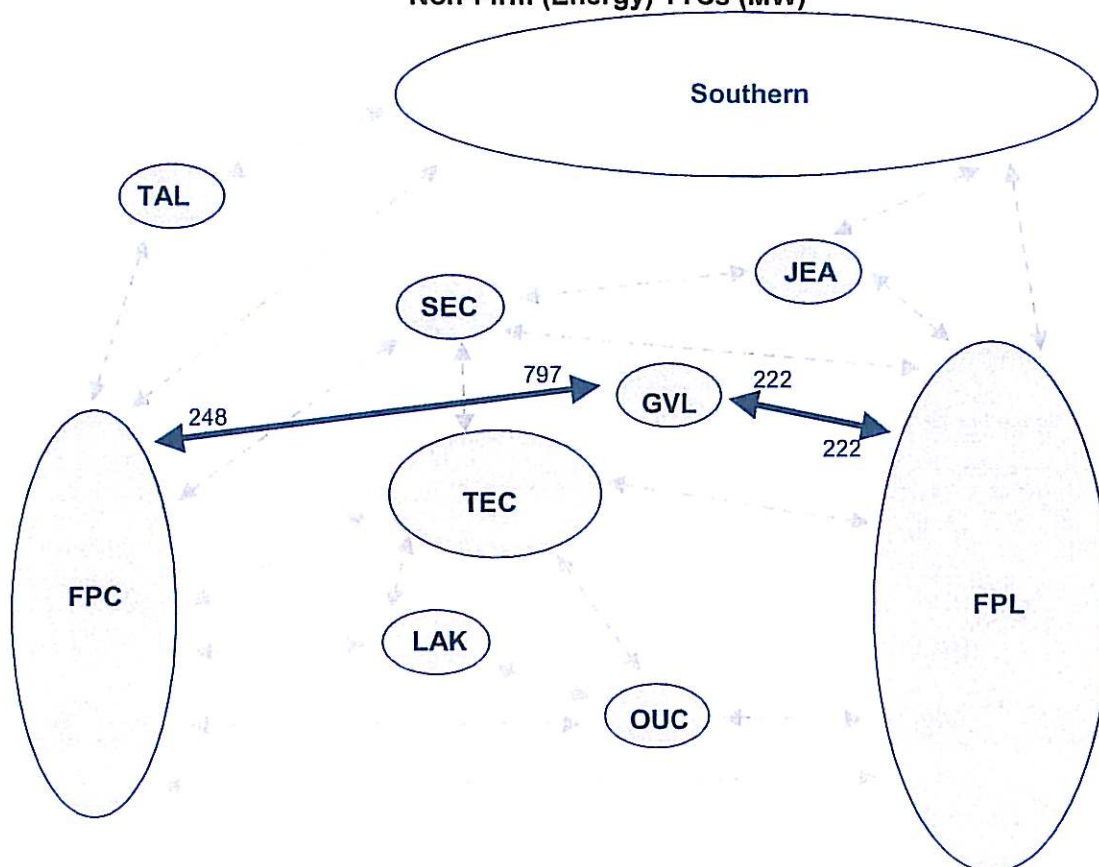 Non-Firm (Energy) TTCs (MW)
Southern
TAL
JEA
SEC
797
GVL
222
248
222
TEC
FPC
FPL
LAK
OUC